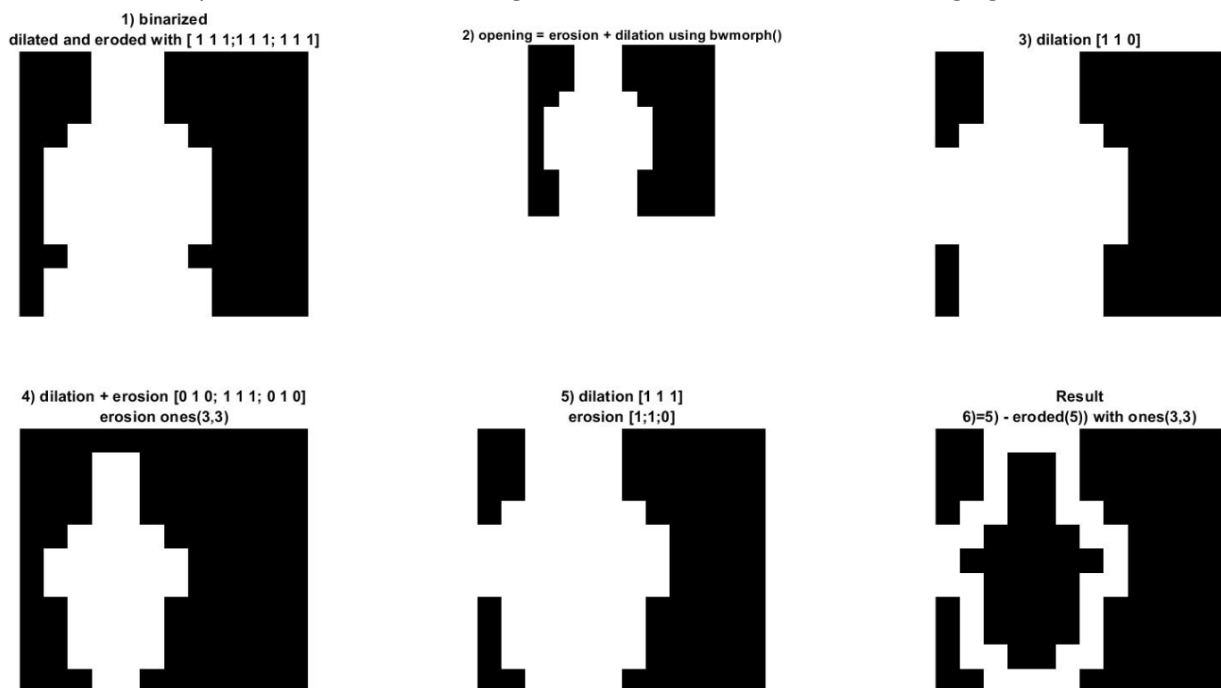 1) binarized
dilated and eroded with [ 1 1 1;1 1 1; 1 1 1]
2) opening = erosion + dilation using bwmorph()
3) dilation [1 1 0]
4) dilation + erosion [0 1 0; 1 1 1; 0 1 0]
erosion ones(3,3)
5) dilation [1 1 1]
erosion [1;1;0]
Result
6)=5) - eroded(5)) with ones(3,3)